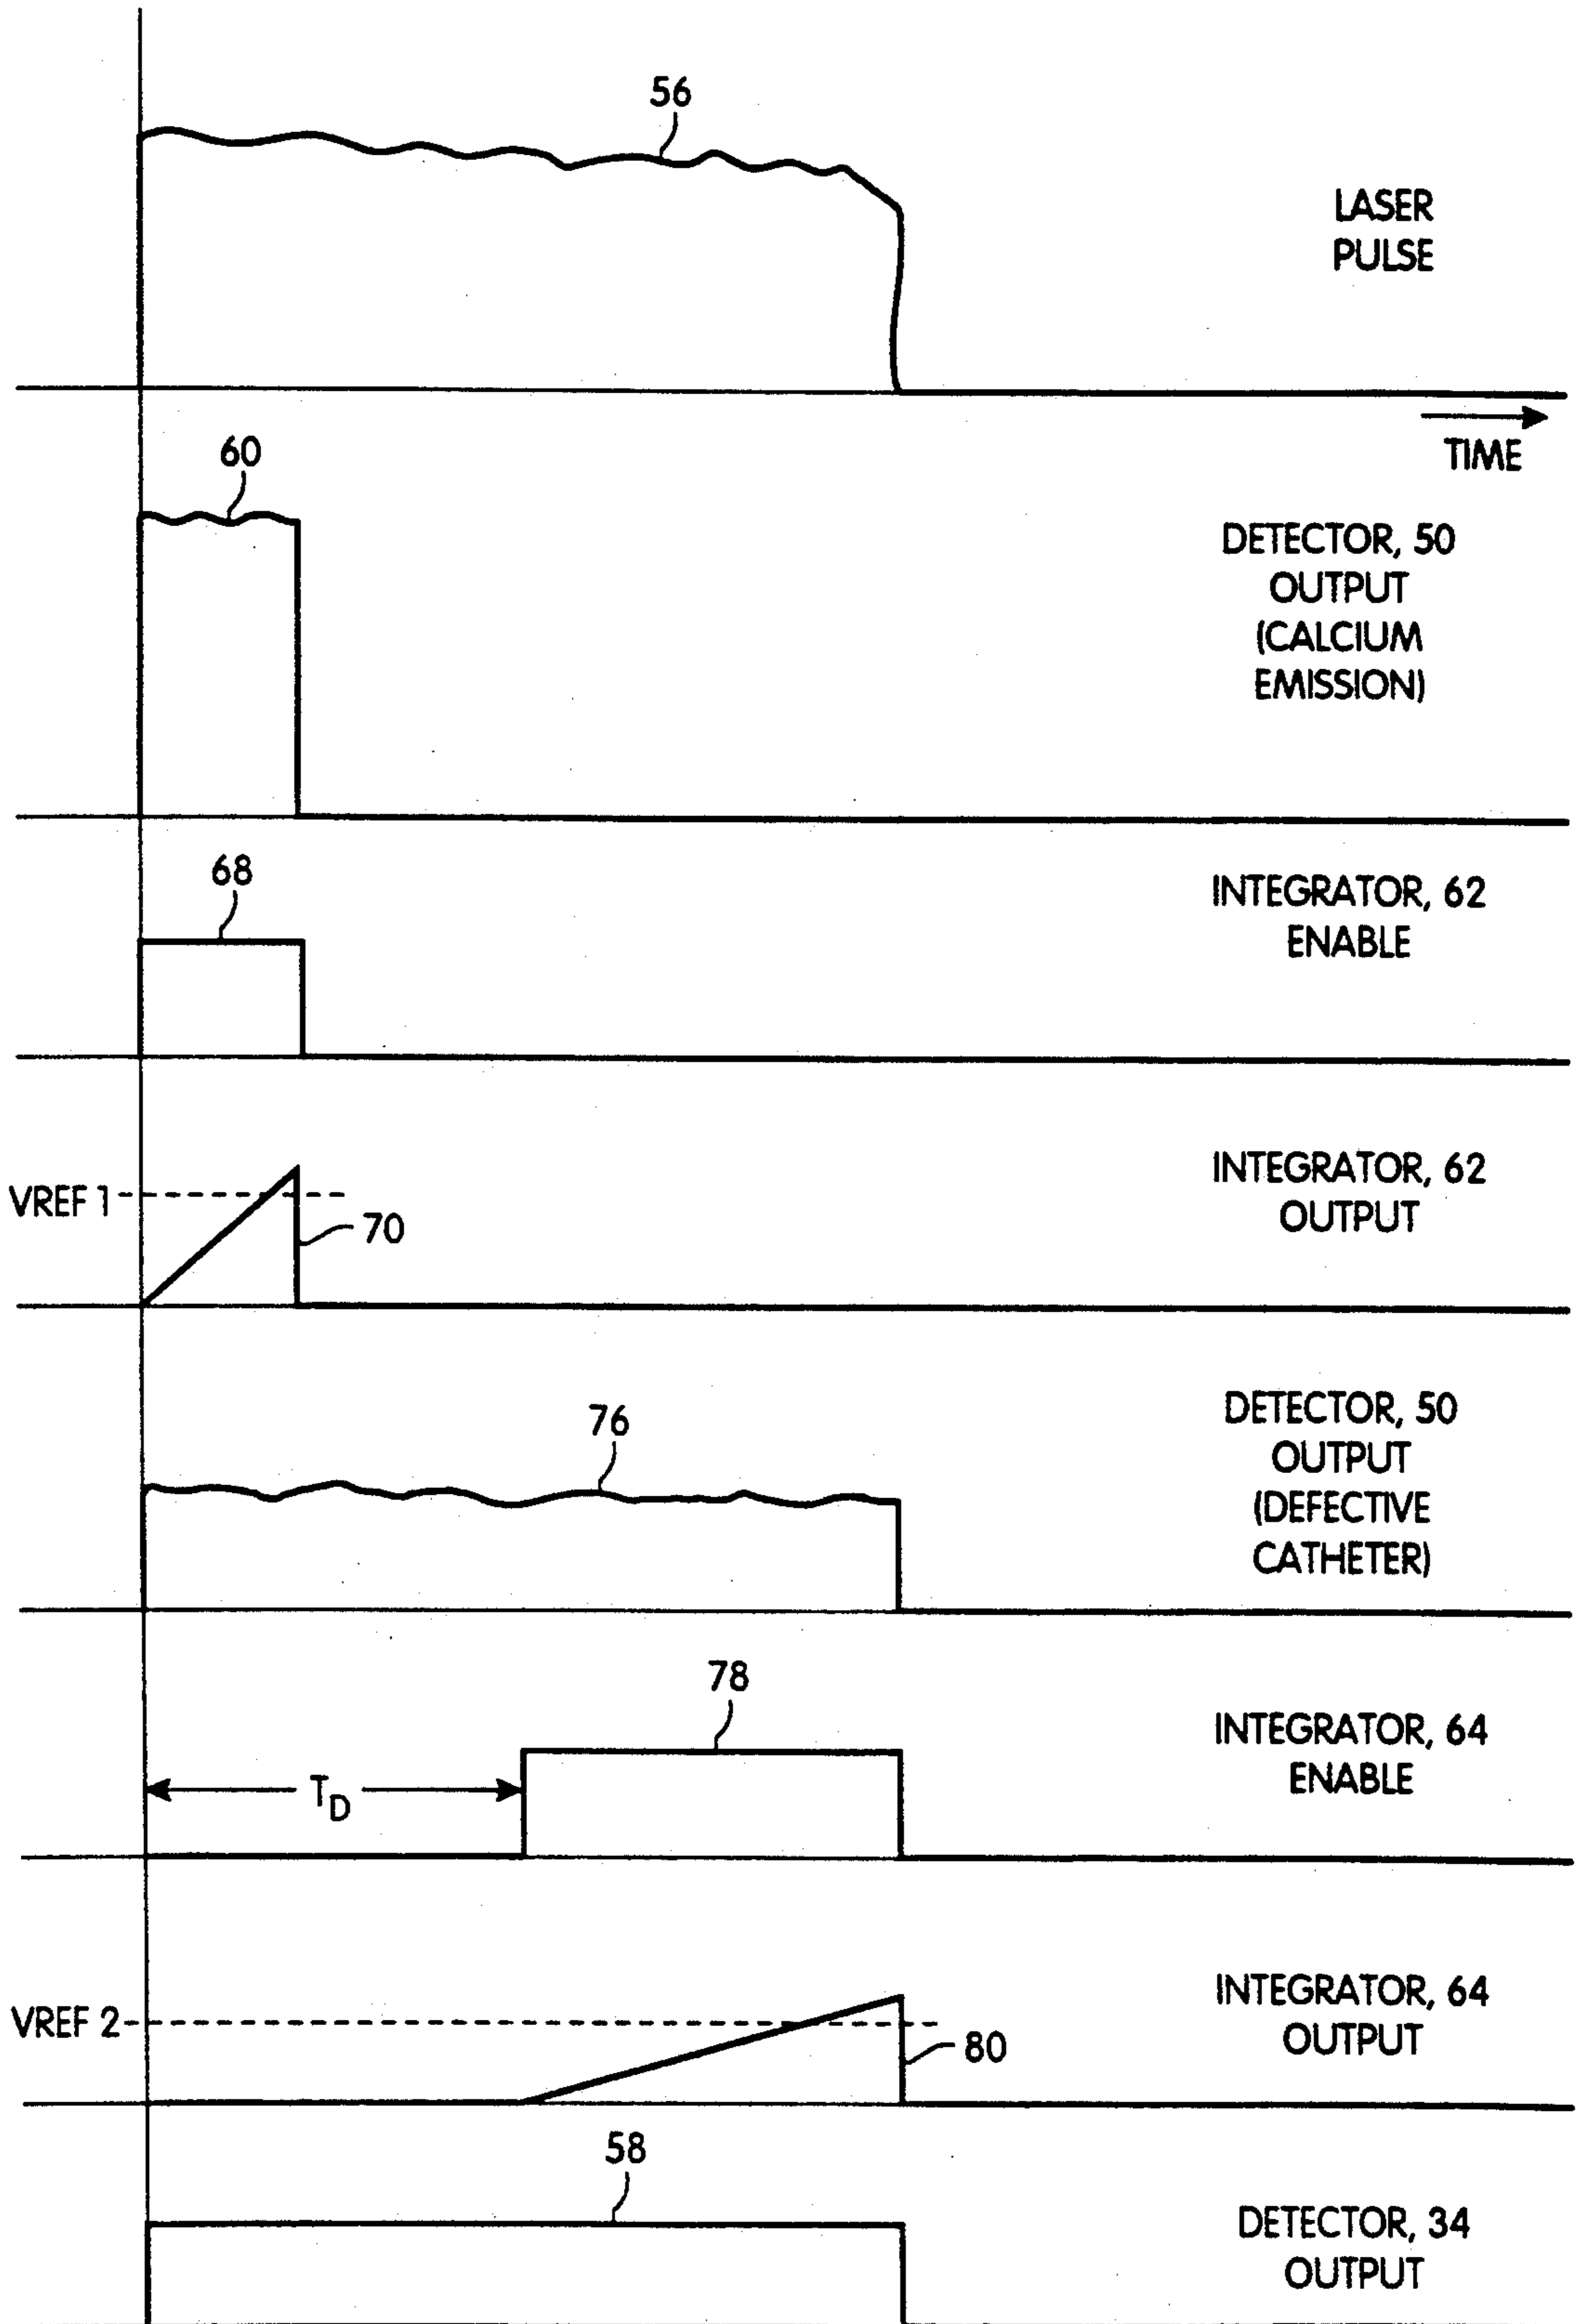 56
LASER
PULSE
TIME
60
DETECTOR, 50
OUTPUT
(CALCIUM
EMISSION)
68
INTEGRATOR, 62
ENABLE
VREF 1
70
INTEGRATOR, 62
OUTPUT
76
DETECTOR, 50
OUTPUT
(DEFECTIVE
CATHETER)
78
TD
INTEGRATOR, 64
ENABLE
VREF 2
80
INTEGRATOR, 64
OUTPUT
58
DETECTOR, 34
OUTPUT